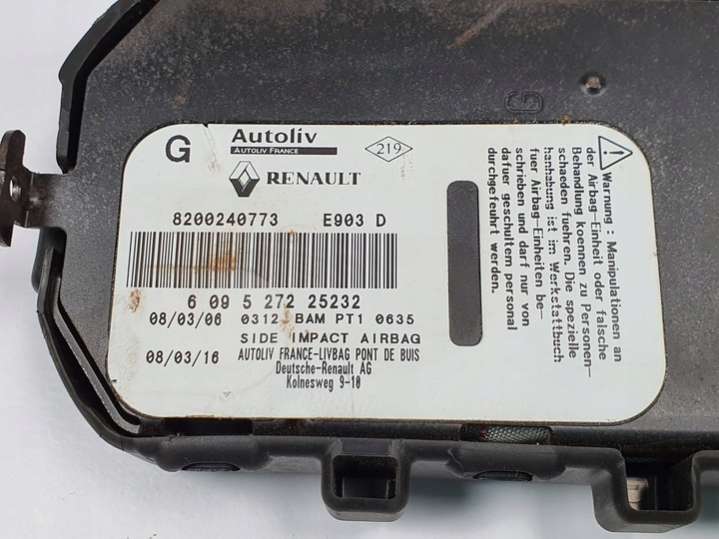 G
Autoliv
AUTOLIV FRANCE
219
RENAULT
8200240773 E903 D
6 09 5 272 25232
08/03/06 0312 BAM PT1 0635
SIDE IMPACT AIRBAG
08/03/16 AUTOLIV FRANCE-LIVBAG PONT DE BUIS
Deutsche-Renault AG
Kolnesweg 9-10
Warnung : Manipulationen an
der Airbag-Einheit oder falsche
Behandlung koennen zu Personen-
schaeden fuehren. Die spezielle
hanhabung ist im Werkstattbuch
fuer Airbag-Einheiten be-
schrieben und darf nur von
dafuer geschultem personal
durchgefuehrt werden.
G